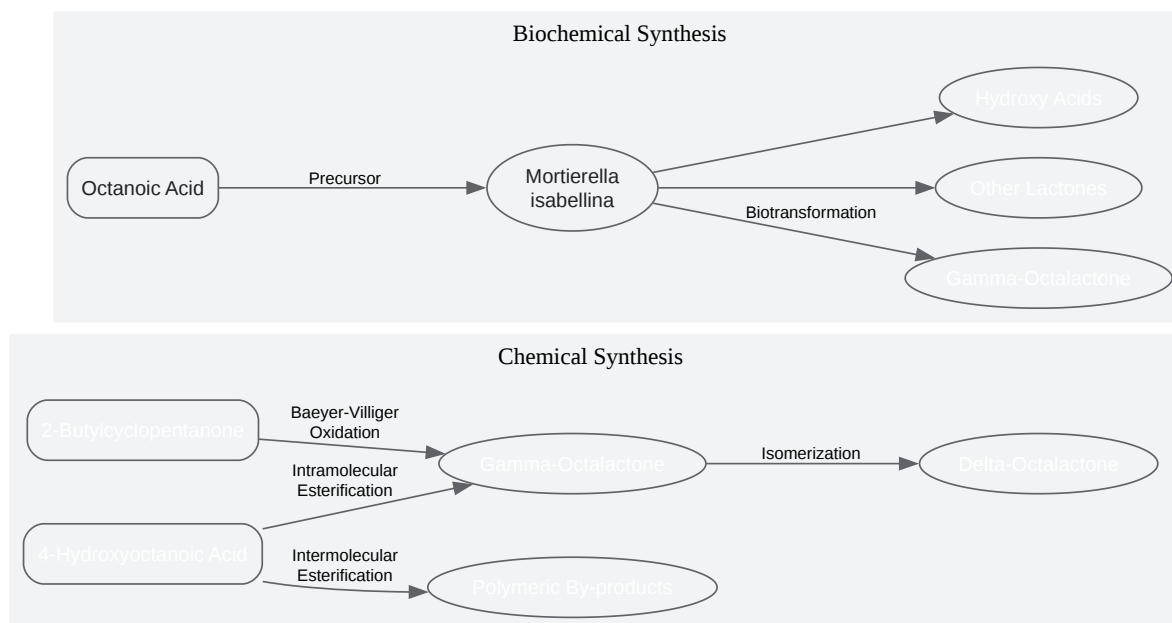 Biochemical Synthesis
Octanoic Acid
Precursor
Mortierella
isabellina
Biotransformation
Hydroxy Acids
Other Lactones
Gamma-Octalactone
Chemical Synthesis
2-Butylcyclopentanone
4-Hydroxyoctanoic Acid
Baeyer-Villiger
Oxidation
Intramolecular
Esterification
Intermolecular
Esterification
Gamma-Octalactone
Polymeric By-products
Isomerization
Delta-Octalactone